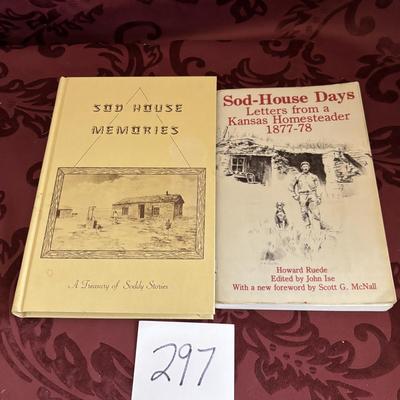 SOD HOUSE
MEMORIES
A Treasury of Soddy Stories
Sod-House Days
Letters from a
Kansas Homesteader
1877-78
Howard Ruede
Edited by John Ise
With a new foreword by Scott G. McNall
297